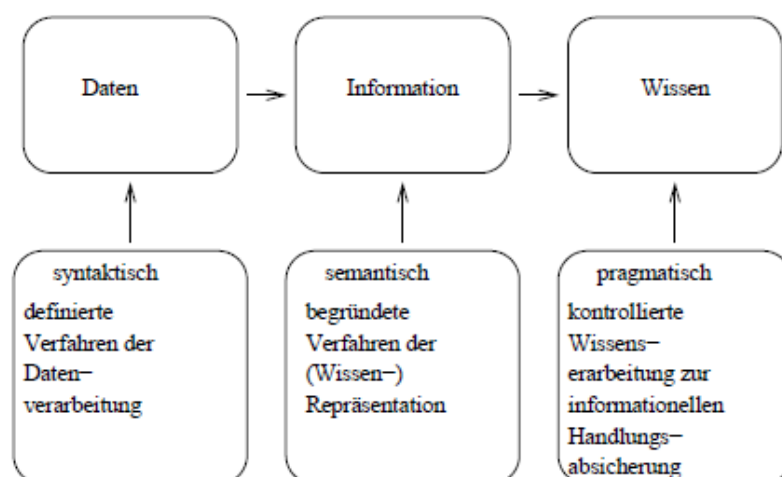 Daten
Information
Wissen
syntaktisch
definierte
Verfahren der
Daten−
verarbeitung
semantisch
begründete
Verfahren der
(Wissen−)
Repräsentation
pragmatisch
kontrollierte
Wissens−
erarbeitung zur
informationellen
Handlungs−
absicherung